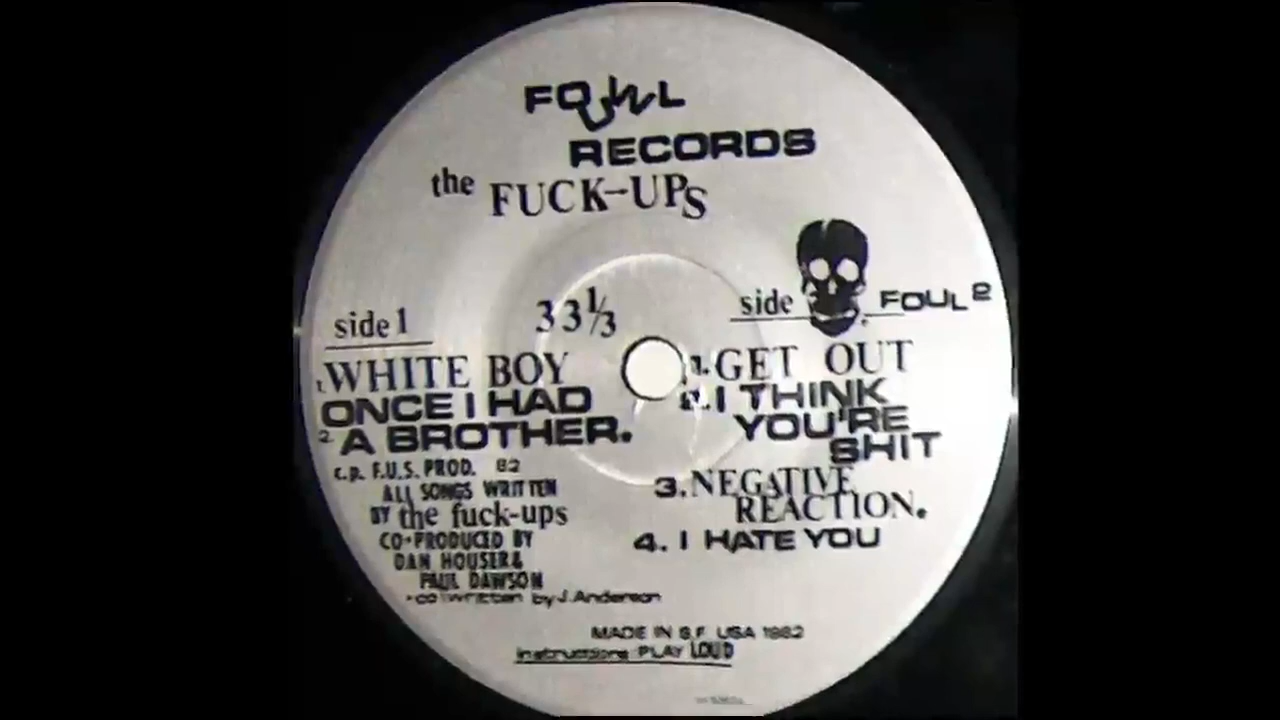 FOUWL
RECORDS
the FUCK-UPS
side 1
33⅓
1. WHITE BOY
ONCE I HAD
2. A BROTHER.
c.p. F.U.S. PROD. 82
ALL SONGS WRITTEN
BY the fuck-ups
CO-PRODUCED BY
DAN HOUSER &
PAUL DAWSON
• co written by J. Anderson
side
FOUL 2
1. GET OUT
2. I THINK
YOU'RE
SHIT
3. NEGATIVE
REACTION.
4. I HATE YOU
MADE IN S.F. USA 1982
instructions: PLAY LOUD